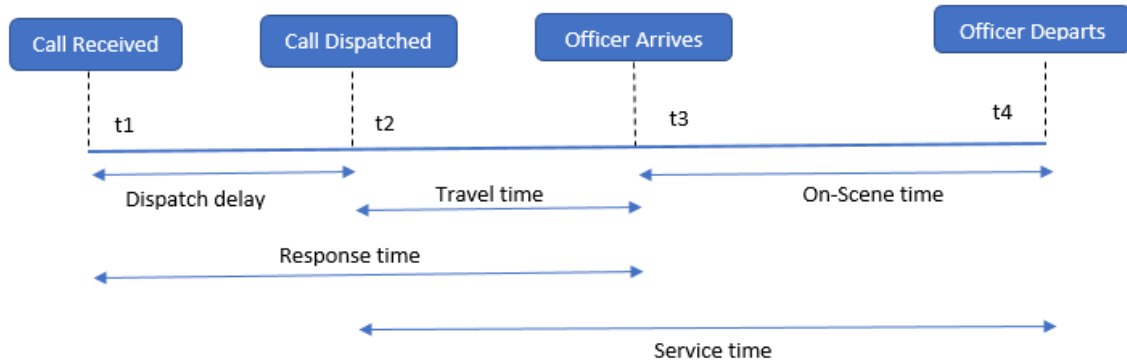 Call Received
Call Dispatched
Officer Arrives
Officer Departs
t1
t2
t3
t4
Dispatch delay
Travel time
On-Scene time
Response time
Service time